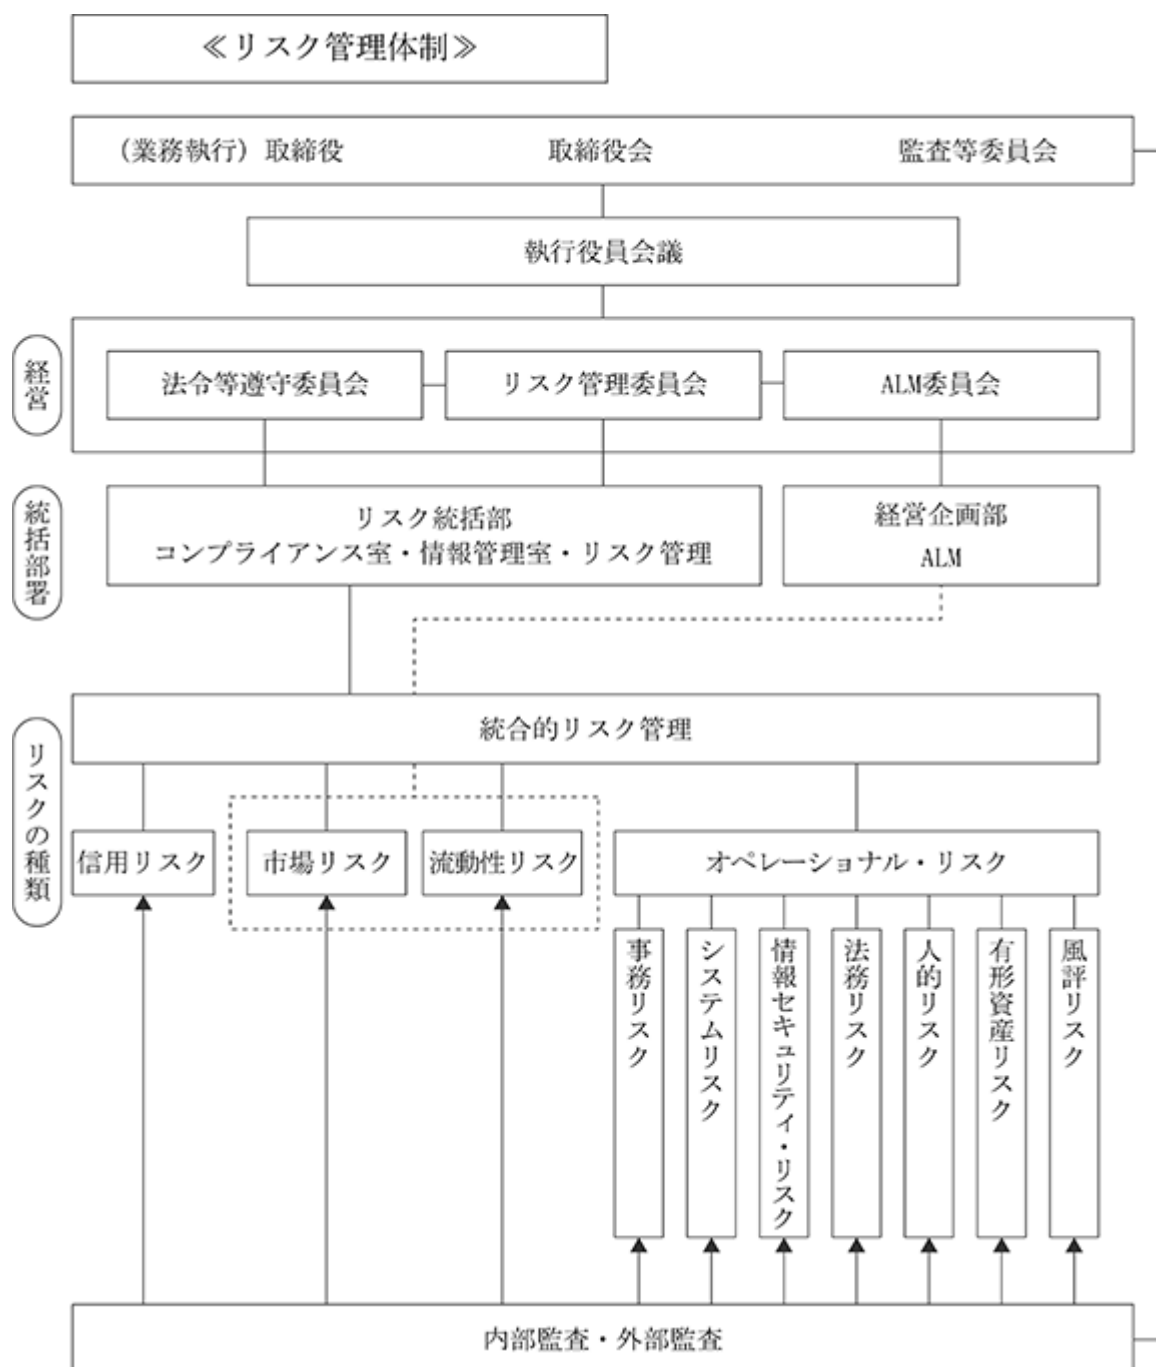 ≪リスク管理体制≫
（業務執行）取締役
取締役会
監査等委員会
執行役員会議
経営
法令等遵守委員会
リスク管理委員会
ALM委員会
統括部署
リスク統括部
コンプライアンス室・情報管理室・リスク管理
経営企画部
ALM
リスクの種類
統合的リスク管理
信用リスク
市場リスク
流動性リスク
オペレーショナル・リスク
事務リスク
システムリスク
情報セキュリティ・リスク
法務リスク
人的リスク
有形資産リスク
風評リスク
内部監査・外部監査